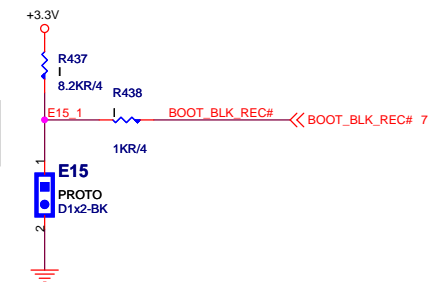 +3.3V
R437
I
8.2KR/4
R438
I
E15_1
BOOT_BLK_REC#
BOOT_BLK_REC# 7
1KR/4
1
E15
PROTO
D1x2-BK
2